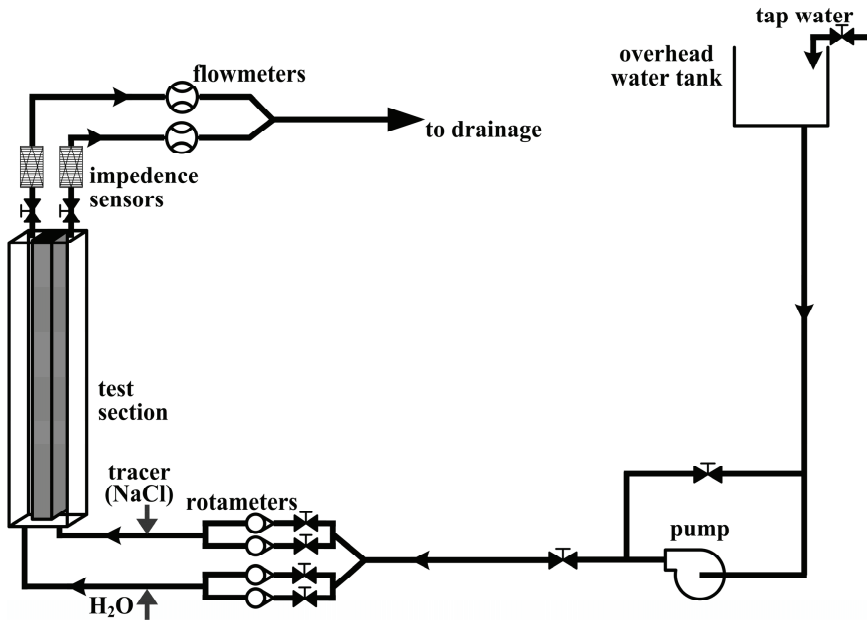 tap water
overhead
water tank
flowmeters
to drainage
impedence
sensors
test
section
tracer
(NaCl)
rotameters
pump
H₂O